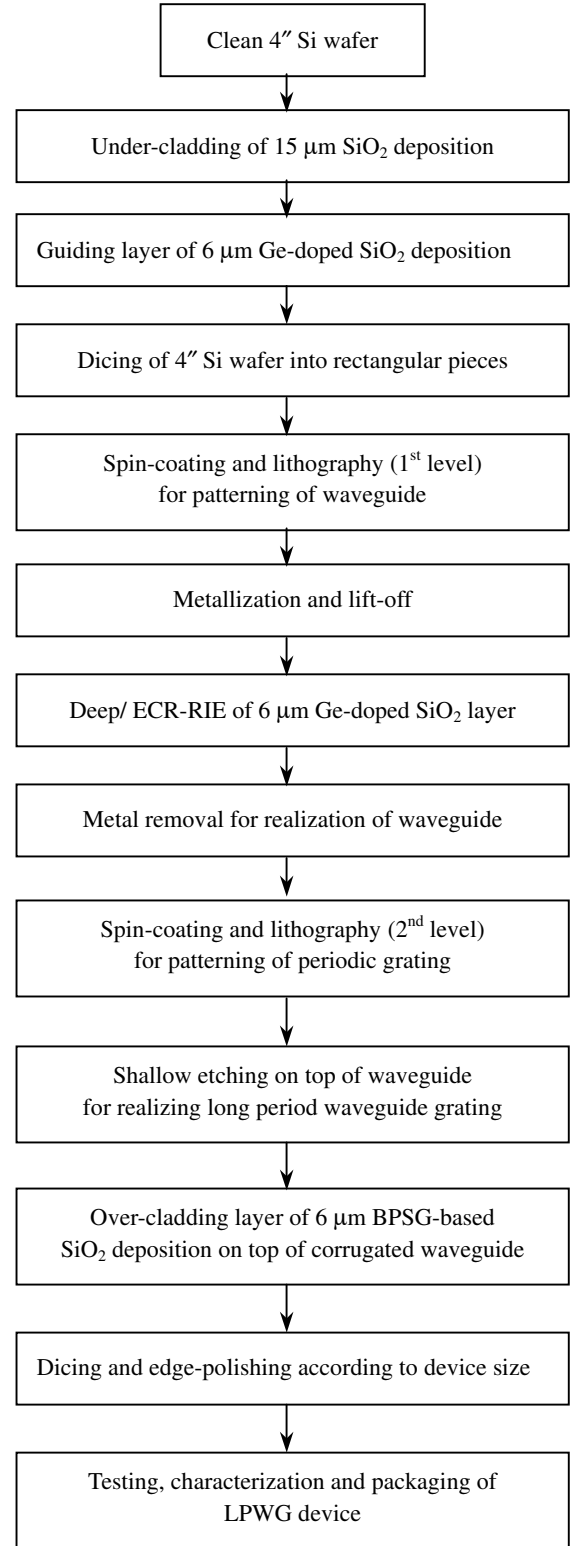 Clean 4″ Si wafer
Under-cladding of 15 μm SiO₂ deposition
Guiding layer of 6 μm Ge-doped SiO₂ deposition
Dicing of 4″ Si wafer into rectangular pieces
Spin-coating and lithography (1ˢᵗ level)
for patterning of waveguide
Metallization and lift-off
Deep/ ECR-RIE of 6 μm Ge-doped SiO₂ layer
Metal removal for realization of waveguide
Spin-coating and lithography (2ⁿᵈ level)
for patterning of periodic grating
Shallow etching on top of waveguide
for realizing long period waveguide grating
Over-cladding layer of 6 μm BPSG-based
SiO₂ deposition on top of corrugated waveguide
Dicing and edge-polishing according to device size
Testing, characterization and packaging of
LPWG device